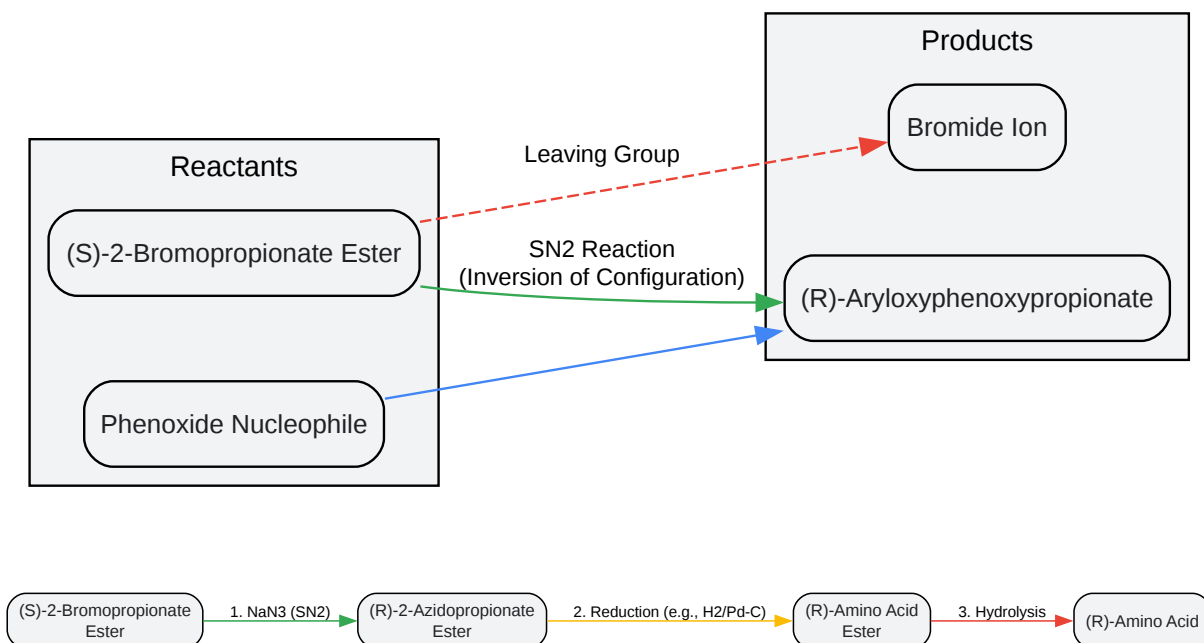 Products
Bromide Ion
Reactants
Leaving Group
(S)-2-Bromopropionate Ester
SN2 Reaction
(Inversion of Configuration)
(R)-Aryloxyphenoxypropionate
Phenoxide Nucleophile
(S)-2-Bromopropionate
Ester
1. NaN3 (SN2)
(R)-2-Azidopropionate
Ester
2. Reduction (e.g., H2/Pd-C)
(R)-Amino Acid
Ester
3. Hydrolysis
(R)-Amino Acid